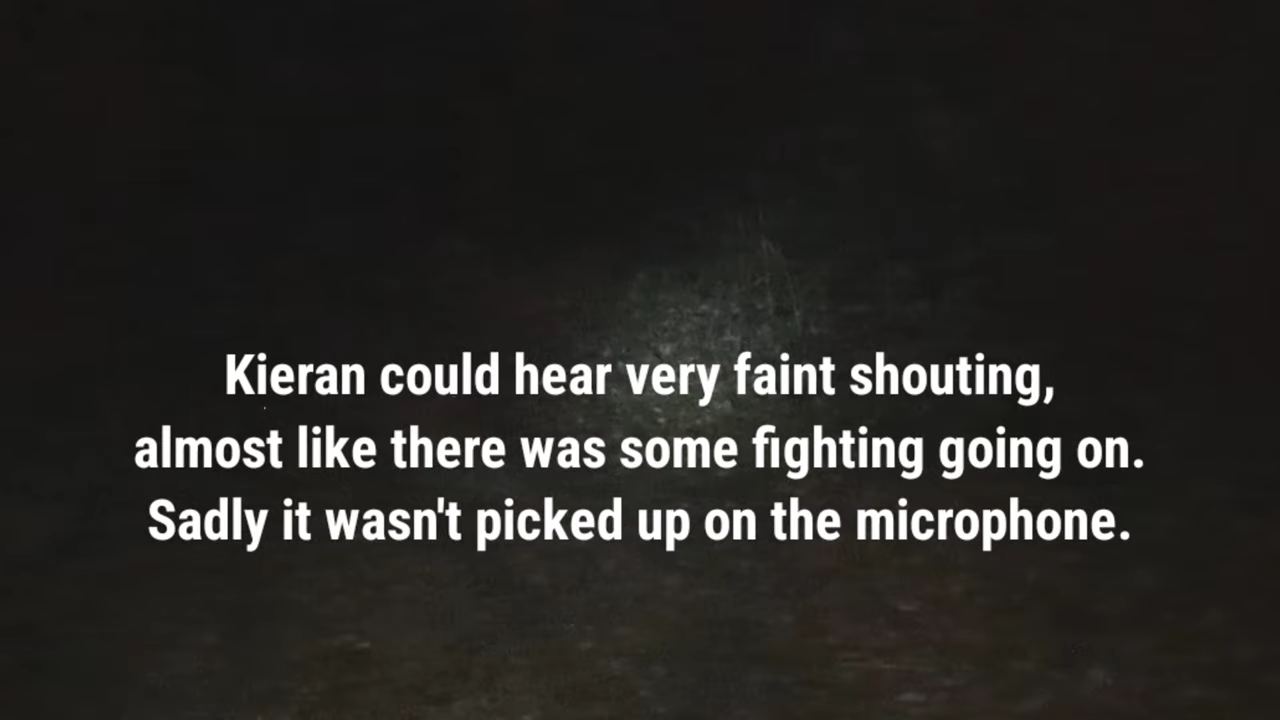 Kieran could hear very faint shouting,
almost like there was some fighting going on.
Sadly it wasn't picked up on the microphone.